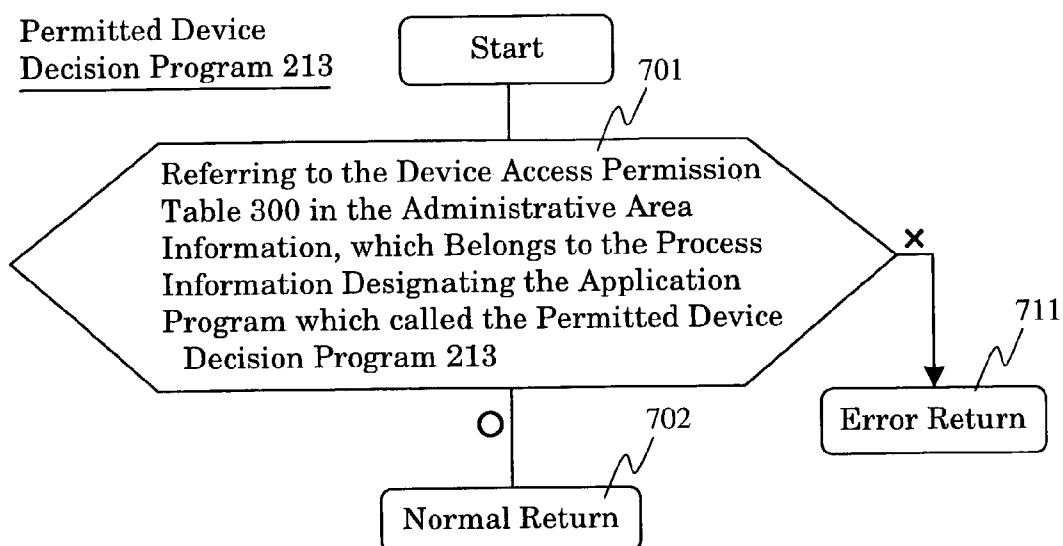 Permitted Device
Decision Program 213
Start
701
Referring to the Device Access Permission
Table 300 in the Administrative Area
Information, which Belongs to the Process
Information Designating the Application
Program which called the Permitted Device
Decision Program 213
×
711
Error Return
○
702
Normal Return